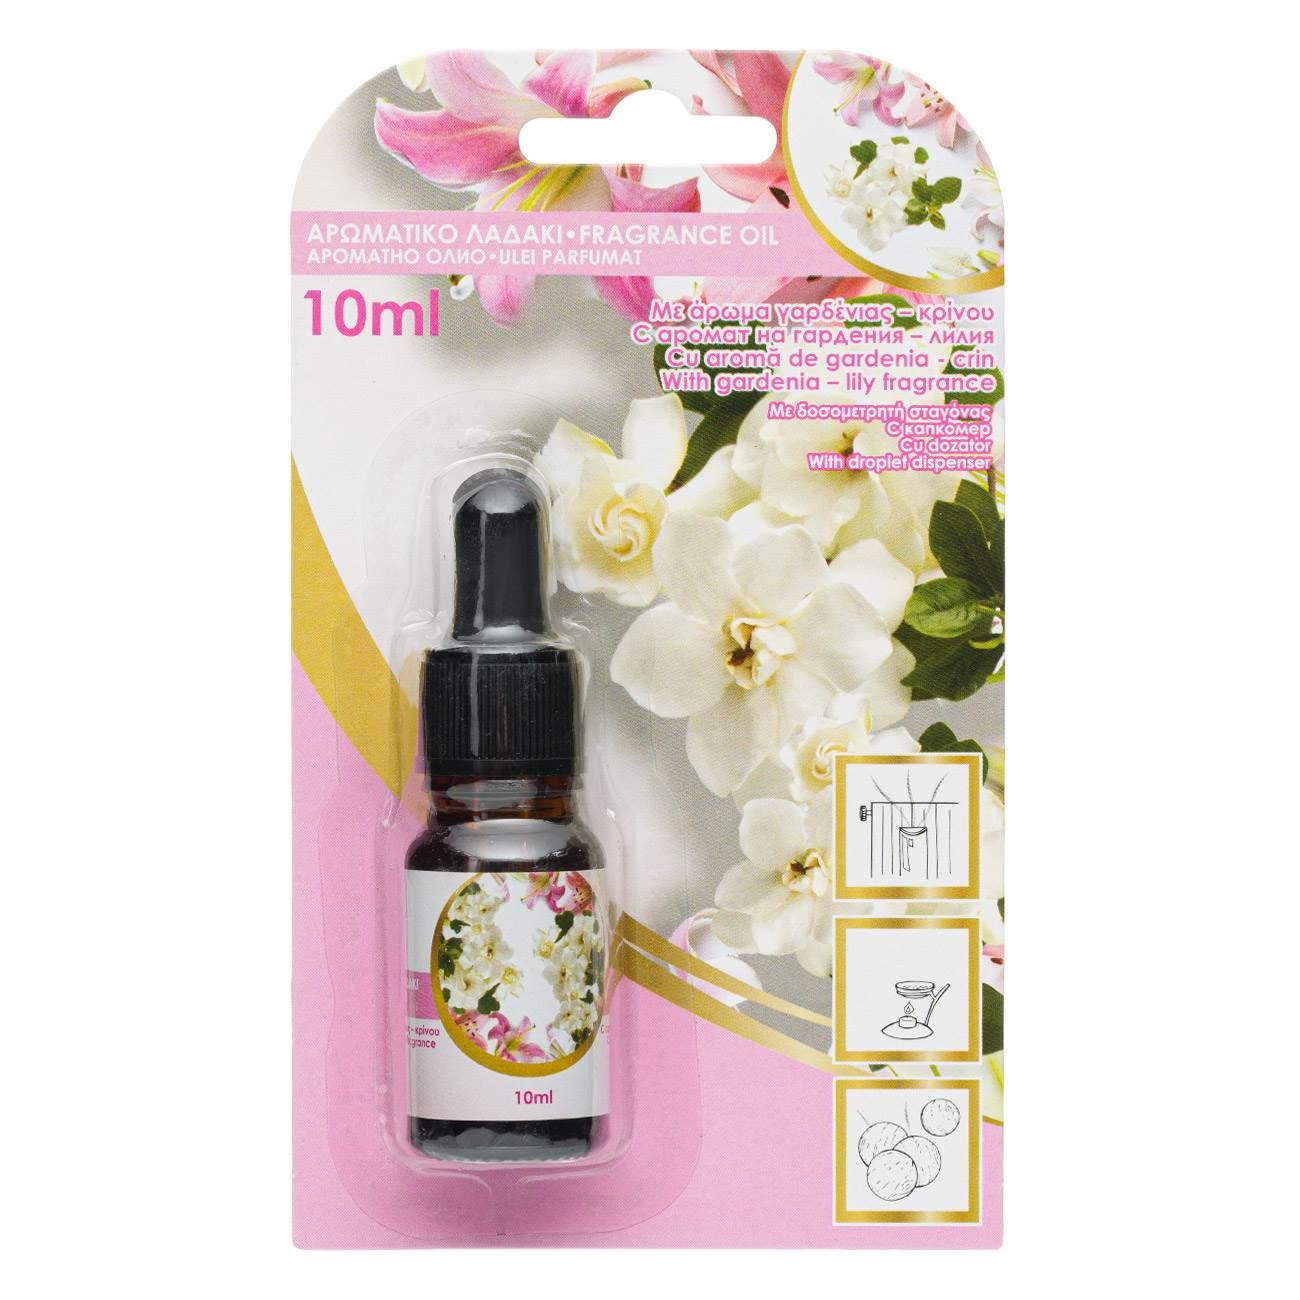 ΑΡΩΜΑΤΙΚΟ ΛΑΔΑΚΙ•FRAGRANCE OIL
АРОМАТНО ОЛИО•ULEI PARFUMAT
10ml
Με άρωμα γαρδένιας – κρίνου
С аромат на гардения – лилия
Cu aromă de gardenia - crin
With gardenia – lily fragrance
Με δοσομετρητή σταγόνας
С капкомер
Cu dozator
With droplet dispenser
ς - κρίνου
10ml